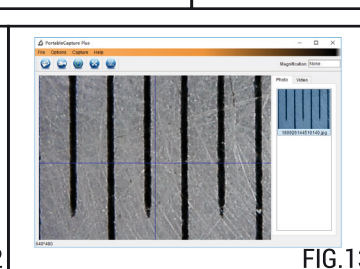 PortableCapture Plus
File Options Capture Help
Magnification: None
Photo Video
640*480
FIG.13